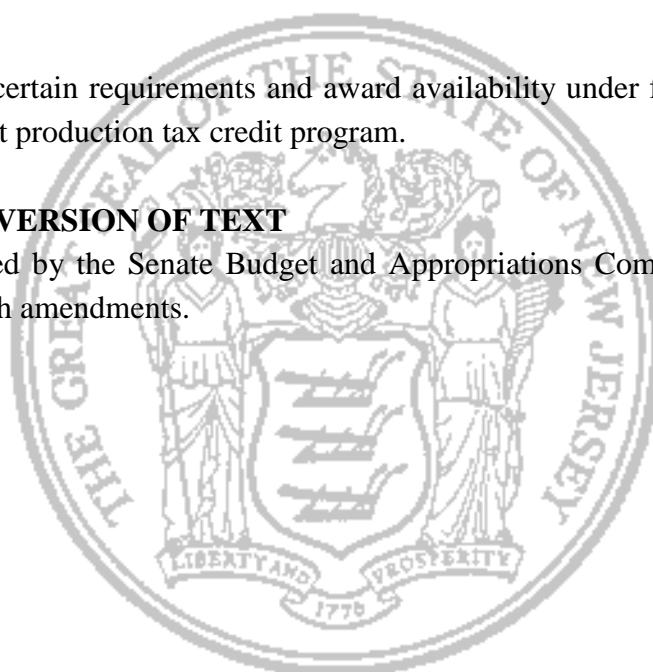 certain requirements and award availability under
t production tax credit program.
VERSION OF TEXT
ed by the Senate Budget and Appropriations Com
h amendments.
THE GREAT SEAL OF THE STATE OF NEW JERSEY
LIBERTY AND PROSPERITY
1776